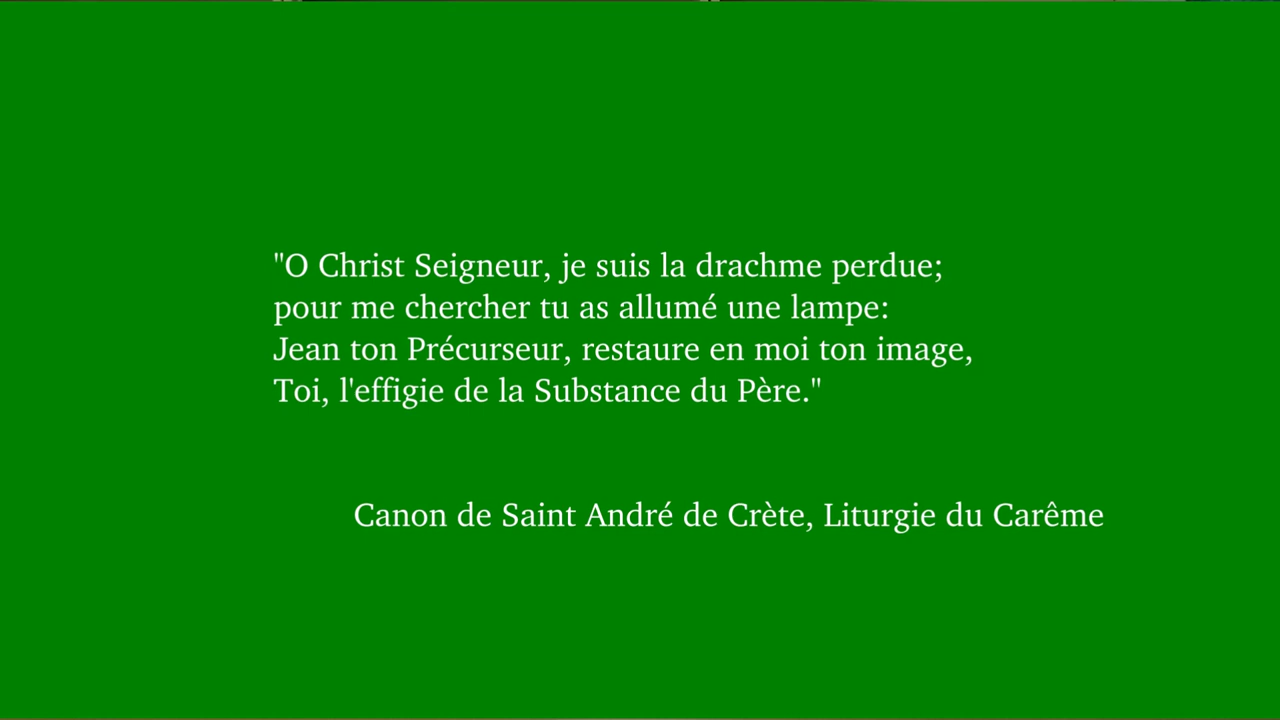 "O Christ Seigneur, je suis la drachme perdue;
pour me chercher tu as allumé une lampe:
Jean ton Précurseur, restaure en moi ton image,
Toi, l'effigie de la Substance du Père."
Canon de Saint André de Crète, Liturgie du Carême